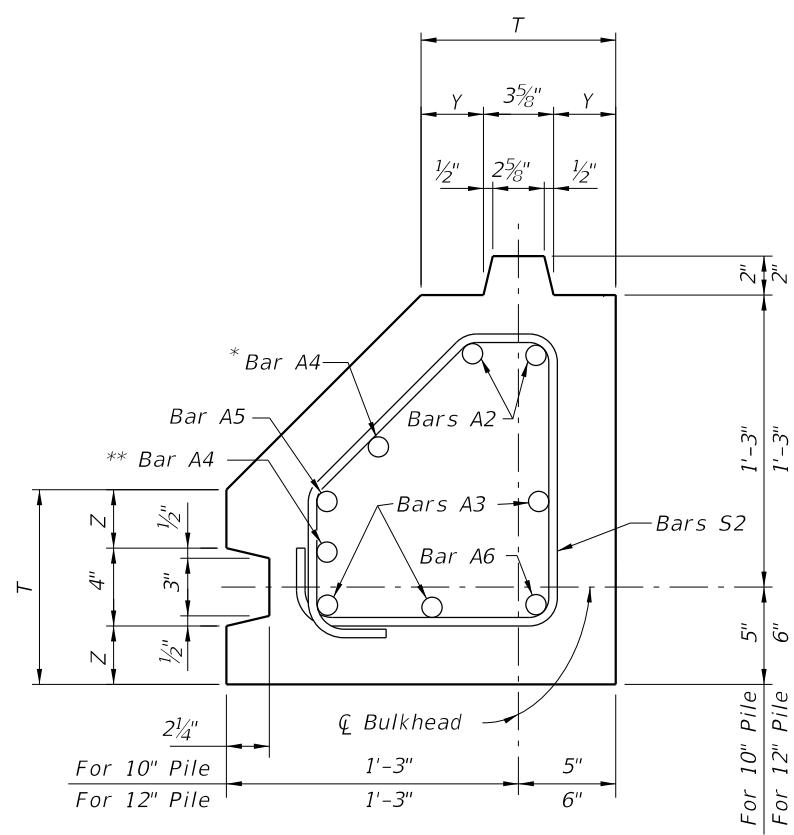 T
Y
3⅝"
Y
½"
2⅝"
½"
2"
2"
* Bar A4
Bar A5
** Bar A4
Bars A2
Bars A3
Bar A6
Bars S2
1'-3"
1'-3"
T
Z
4"
Z
½"
3"
½"
5"
6"
2¼"
℄ Bulkhead
For 10" Pile
1'-3"
5"
For 12" Pile
1'-3"
6"
For 10" Pile
For 12" Pile